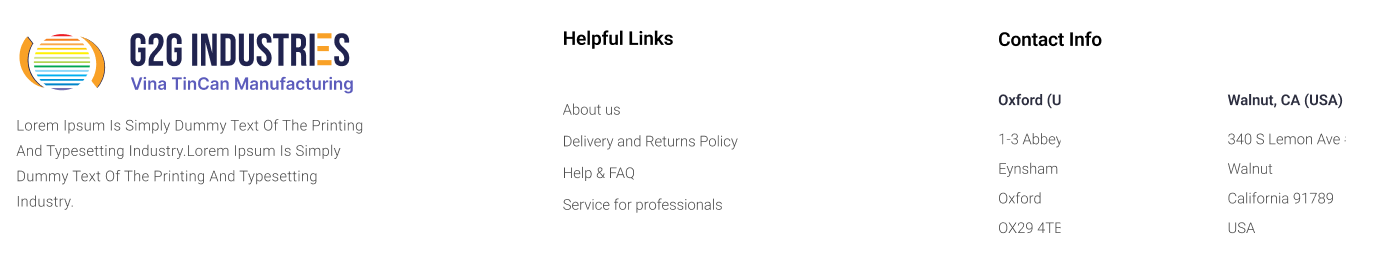 G2G INDUSTRIES
Vina TinCan Manufacturing
Lorem Ipsum Is Simply Dummy Text Of The Printing
And Typesetting Industry.Lorem Ipsum Is Simply
Dummy Text Of The Printing And Typesetting
Industry.
Helpful Links
About us
Delivery and Returns Policy
Help & FAQ
Service for professionals
Contact Info
Oxford (U
1-3 Abbey
Eynsham
Oxford
OX29 4TE
Walnut, CA (USA)
340 S Lemon Ave
Walnut
California 91789
USA